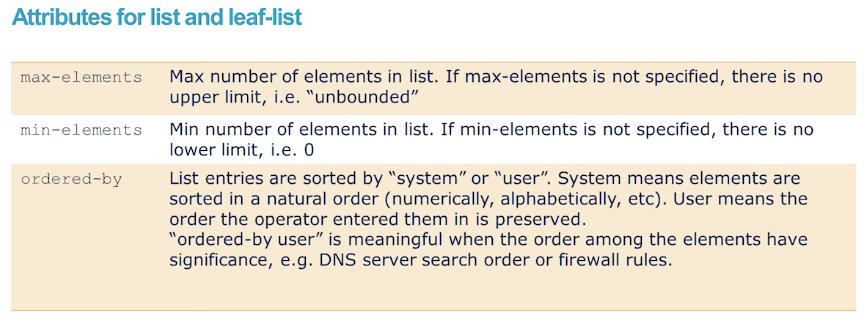 Attributes for list and leaf-list
max-elements Max number of elements in list. If max-elements is not specified, there is no
upper limit, i.e. “unbounded”
min-elements Min number of elements in list. If min-elements is not specified, there is no
lower limit, i.e. 0
ordered-by List entries are sorted by “system” or “user”. System means elements are
sorted in a natural order (numerically, alphabetically, etc). User means the
order the operator entered them in is preserved.
“ordered-by user” is meaningful when the order among the elements have
significance, e.g. DNS server search order or firewall rules.